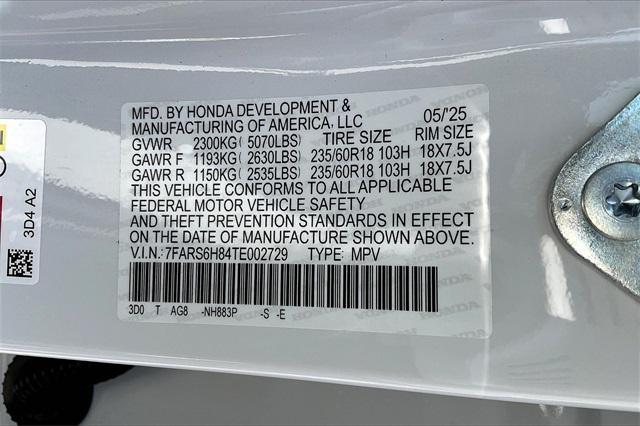 MFD. BY HONDA DEVELOPMENT &
MANUFACTURING OF AMERICA, LLC 05/'25
GVWR 2300KG( 5070LBS) TIRE SIZE RIM SIZE
GAWR F 1193KG( 2630LBS) 235/60R18 103H 18X7.5J
GAWR R 1150KG( 2535LBS) 235/60R18 103H 18X7.5J
THIS VEHICLE CONFORMS TO ALL APPLICABLE
FEDERAL MOTOR VEHICLE SAFETY
AND THEFT PREVENTION STANDARDS IN EFFECT
ON THE DATE OF MANUFACTURE SHOWN ABOVE.
V.I.N.: 7FARS6H84TE002729 TYPE: MPV
3D0 T AG8 -NH883P -S -E
3D4 A2
HONDA